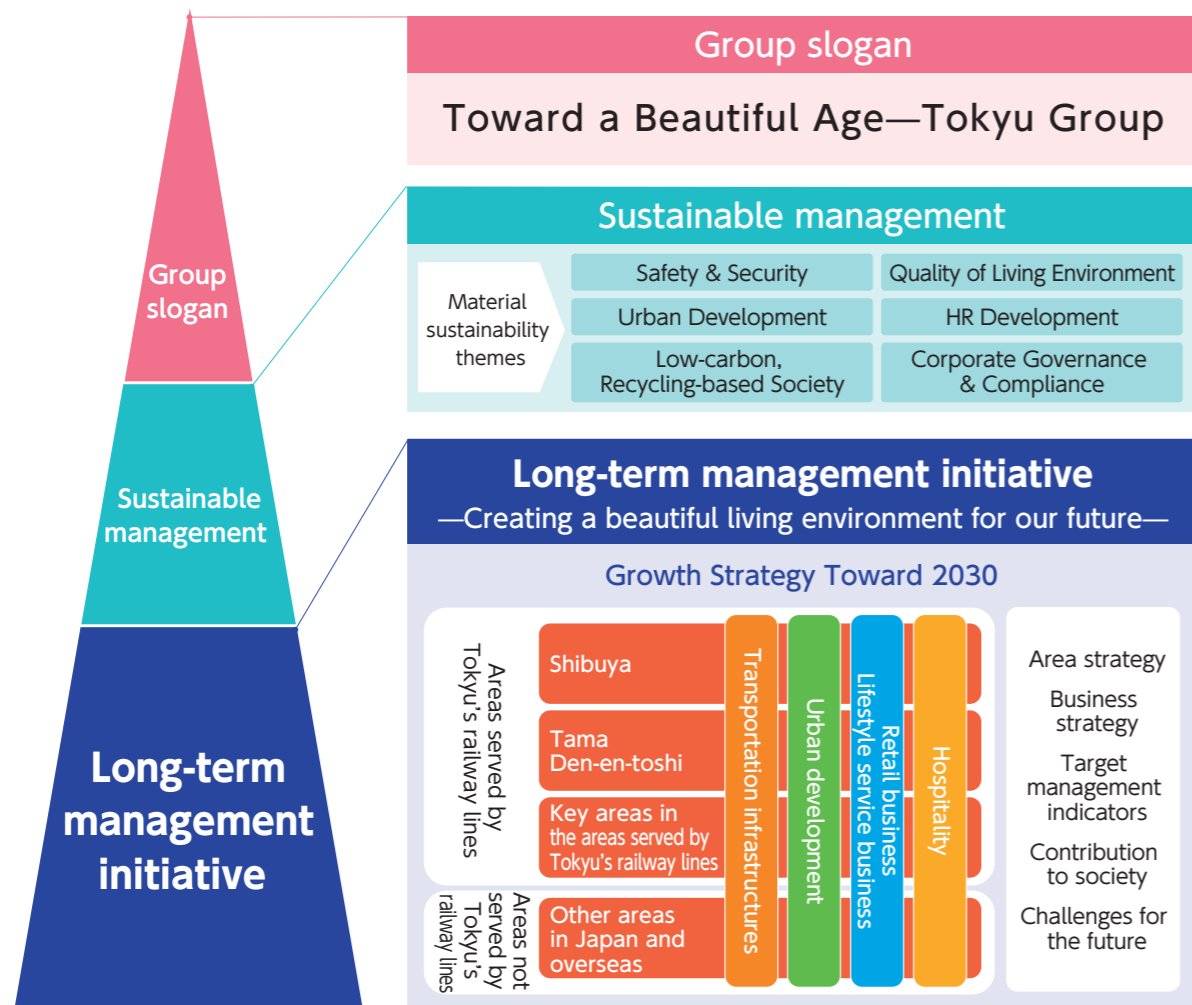 Group
slogan
Sustainable
management
Long-term
management
initiative
Group slogan
Toward a Beautiful Age—Tokyu Group
Sustainable management
Material
sustainability
themes
Safety & Security
Quality of Living Environment
Urban Development
HR Development
Low-carbon,
Recycling-based Society
Corporate Governance
& Compliance
Long-term management initiative
—Creating a beautiful living environment for our future—
Growth Strategy Toward 2030
Areas served by
Tokyu's railway lines
Shibuya
Tama
Den-en-toshi
Key areas in
the areas served by
Tokyu's railway lines
Areas not
served by
Tokyu's
railway lines
Other areas
in Japan and
overseas
Transportation infrastructures
Urban development
Retail business
Lifestyle service business
Hospitality
Area strategy
Business
strategy
Target
management
indicators
Contribution
to society
Challenges for
the future